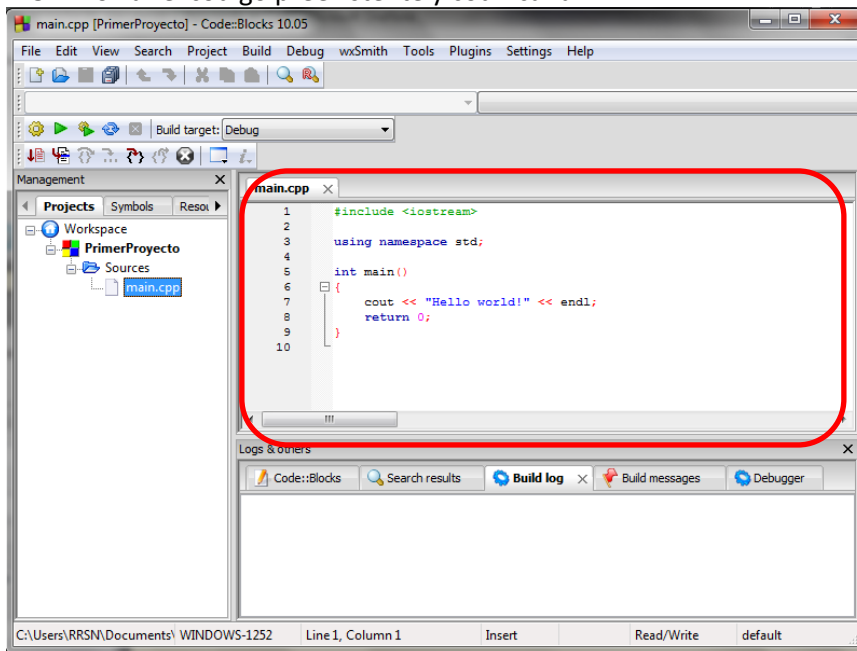 main.cpp [PrimerProyecto] - Code::Blocks 10.05
File Edit View Search Project Build Debug wxSmith Tools Plugins Settings Help
Build target: Debug
Management
Projects Symbols Resou
Workspace
PrimerProyecto
Sources
main.cpp
main.cpp
1 #include <iostream>
2
3 using namespace std;
4
5 int main()
6 {
7 cout << "Hello world!" << endl;
8 return 0;
9 }
10
Logs & others
Code::Blocks Search results Build log Build messages Debugger
C:\Users\RRSN\Documents\ WINDOWS-1252 Line 1, Column 1 Insert Read/Write default